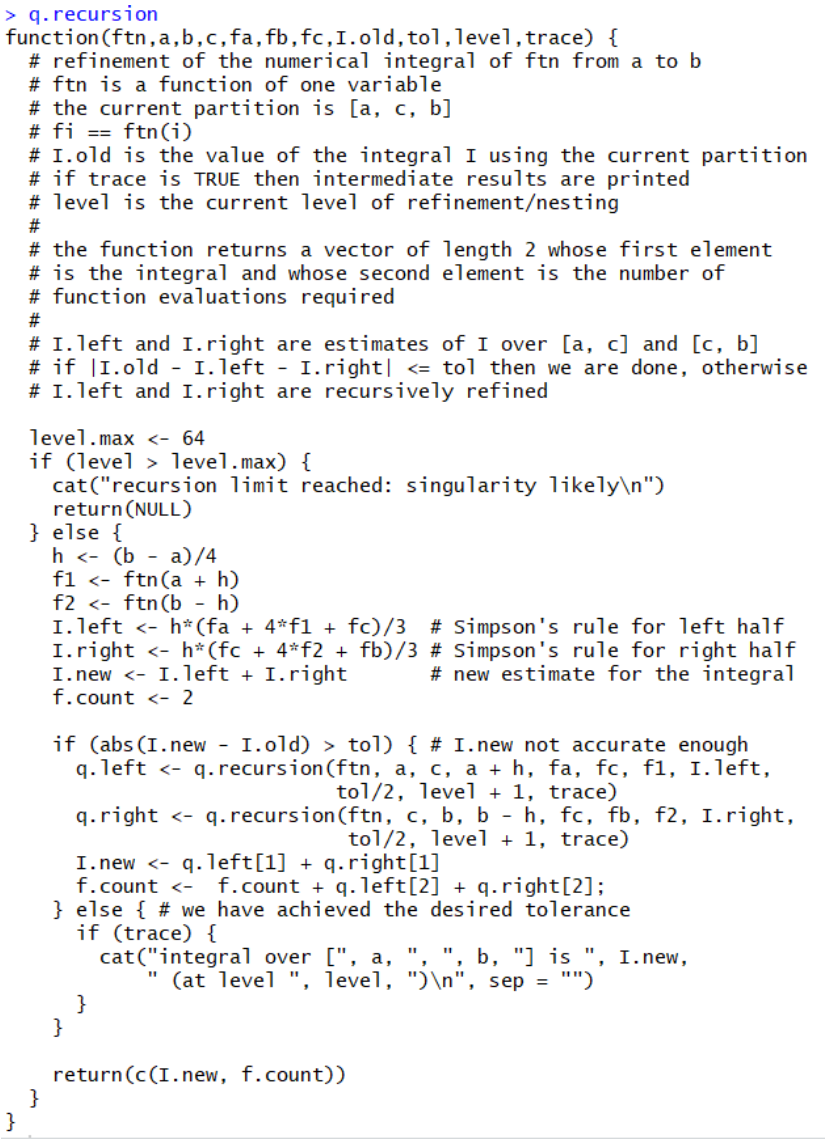 > q.recursion
function(ftn,a,b,c,fa,fb,fc,I.old,tol,level,trace) {
  # refinement of the numerical integral of ftn from a to b
  # ftn is a function of one variable
  # the current partition is [a, c, b]
  # fi == ftn(i)
  # I.old is the value of the integral I using the current partition
  # if trace is TRUE then intermediate results are printed
  # level is the current level of refinement/nesting
  #
  # the function returns a vector of length 2 whose first element
  # is the integral and whose second element is the number of
  # function evaluations required
  #
  # I.left and I.right are estimates of I over [a, c] and [c, b]
  # if |I.old - I.left - I.right| <= tol then we are done, otherwise
  # I.left and I.right are recursively refined

  level.max <- 64
  if (level > level.max) {
    cat("recursion limit reached: singularity likely\n")
    return(NULL)
  } else {
    h <- (b - a)/4
    f1 <- ftn(a + h)
    f2 <- ftn(b - h)
    I.left <- h*(fa + 4*f1 + fc)/3  # Simpson's rule for left half
    I.right <- h*(fc + 4*f2 + fb)/3 # Simpson's rule for right half
    I.new <- I.left + I.right       # new estimate for the integral
    f.count <- 2

    if (abs(I.new - I.old) > tol) { # I.new not accurate enough
      q.left <- q.recursion(ftn, a, c, a + h, fa, fc, f1, I.left,
                            tol/2, level + 1, trace)
      q.right <- q.recursion(ftn, c, b, b - h, fc, fb, f2, I.right,
                             tol/2, level + 1, trace)
      I.new <- q.left[1] + q.right[1]
      f.count <-  f.count + q.left[2] + q.right[2];
    } else { # we have achieved the desired tolerance
      if (trace) {
        cat("integral over [", a, ", ", b, "] is ", I.new,
            " (at level ", level, ")\n", sep = "")
      }
    }

    return(c(I.new, f.count))
  }
}